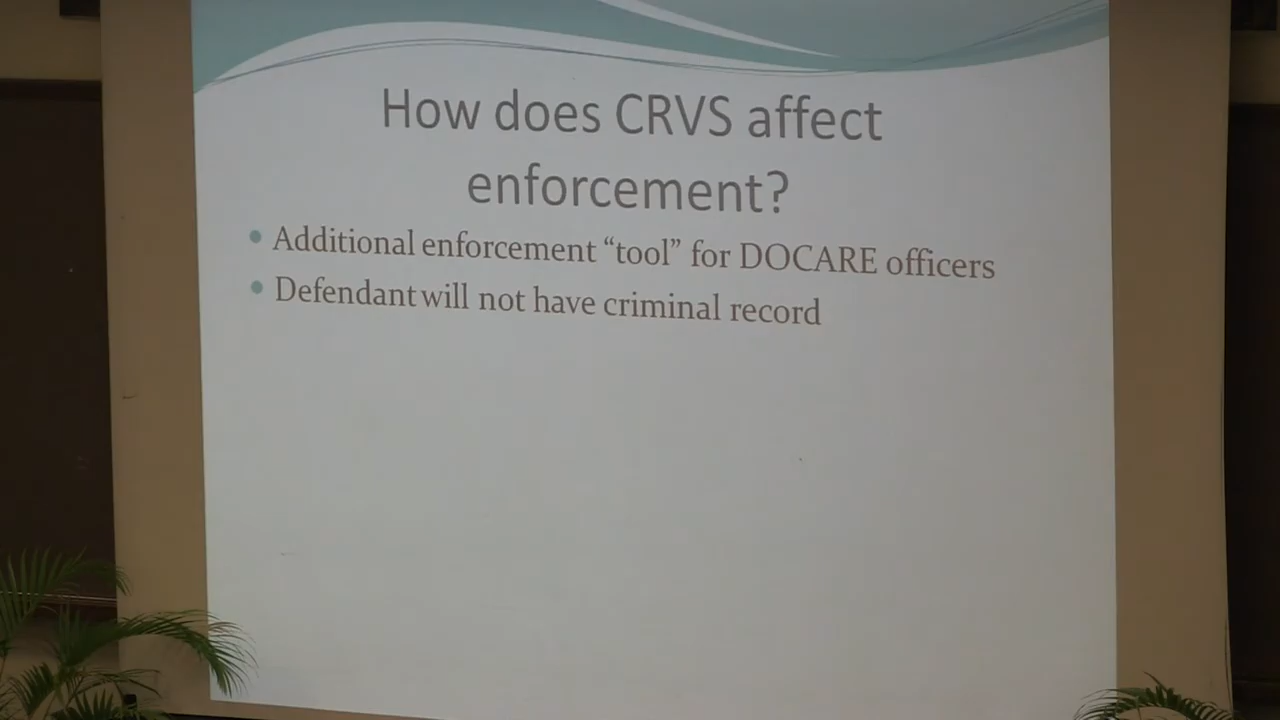 How does CRVS affect
enforcement?
• Additional enforcement “tool” for DOCARE officers
• Defendant will not have criminal record